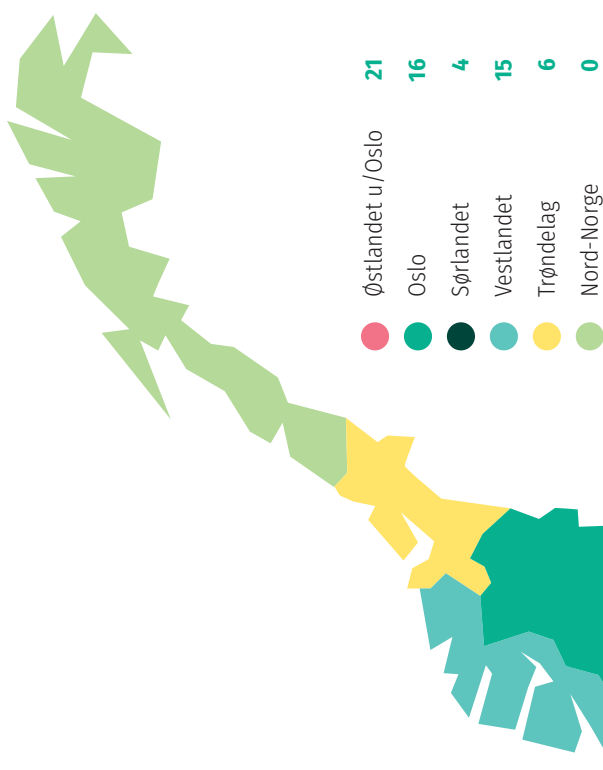 Østlandet u/Oslo 21
Oslo 16
Sørlandet 4
Vestlandet 15
Trøndelag 6
Nord-Norge 0